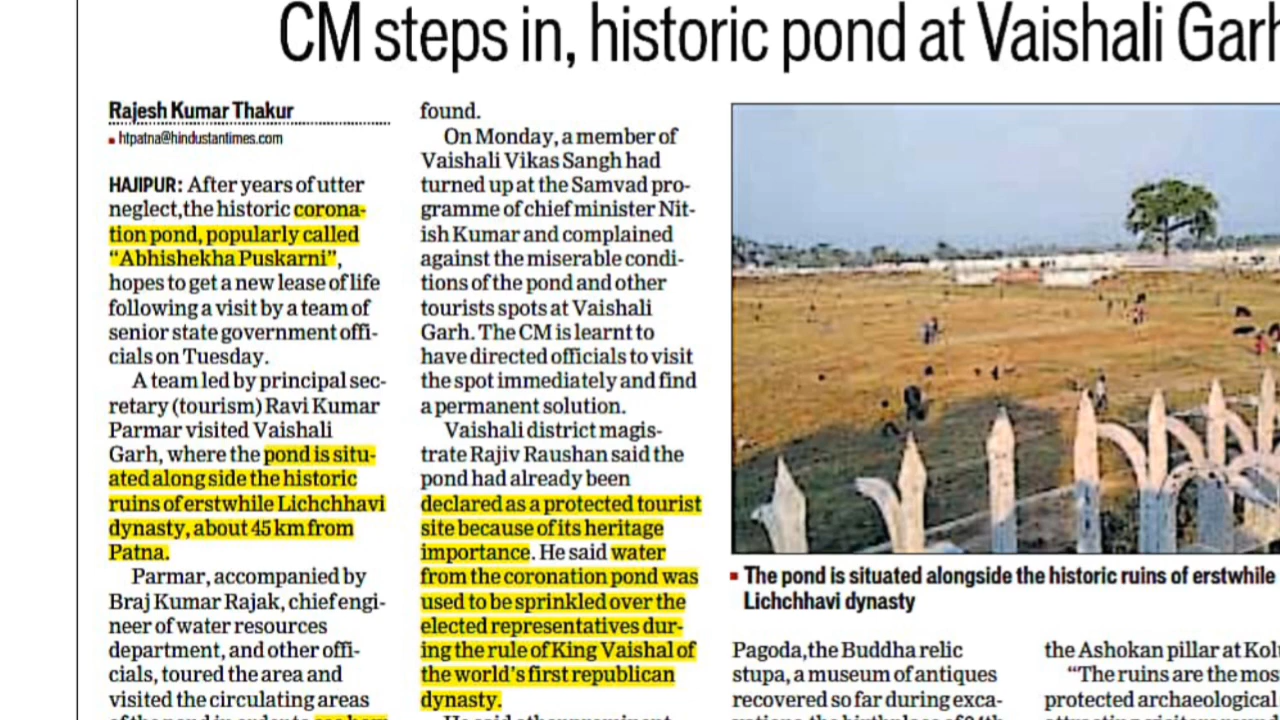 CM steps in, historic pond at Vaishali Garh
Rajesh Kumar Thakur
htpatna@hindustantimes.com
HAJIPUR: After years of utter
neglect,the historic corona-
tion pond, popularly called
“Abhishekha Puskarni”,
hopes to get a new lease of life
following a visit by a team of
senior state government offi-
cials on Tuesday.
A team led by principal sec-
retary (tourism) Ravi Kumar
Parmar visited Vaishali
Garh, where the pond is situ-
ated along side the historic
ruins of erstwhile Lichchhavi
dynasty, about 45 km from
Patna.
Parmar, accompanied by
Braj Kumar Rajak, chief engi-
neer of water resources
department, and other offi-
cials, toured the area and
visited the circulating areas
found.
On Monday, a member of
Vaishali Vikas Sangh had
turned up at the Samvad pro-
gramme of chief minister Nit-
ish Kumar and complained
against the miserable condi-
tions of the pond and other
tourists spots at Vaishali
Garh. The CM is learnt to
have directed officials to visit
the spot immediately and find
a permanent solution.
Vaishali district magis-
trate Rajiv Raushan said the
pond had already been
declared as a protected tourist
site because of its heritage
importance. He said water
from the coronation pond was
used to be sprinkled over the
elected representatives dur-
ing the rule of King Vaishal of
the world’s first republican
dynasty.
The pond is situated alongside the historic ruins of erstwhile
Lichchhavi dynasty
Pagoda,the Buddha relic
stupa, a museum of antiques
recovered so far during exca-
the Ashokan pillar at
“The ruins are the most
protected archaeological